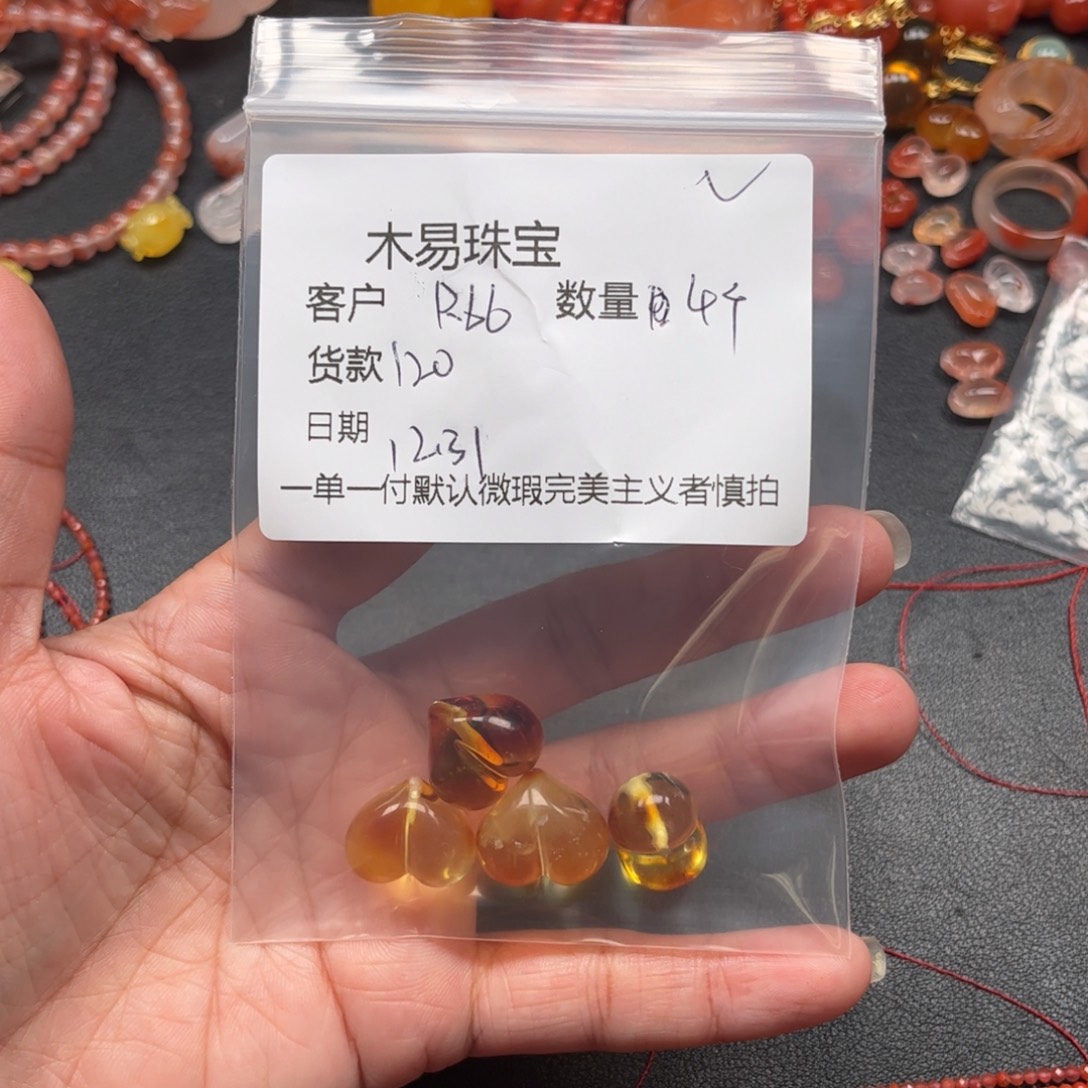 木易珠宝
客户 R66 数量 4个
货款 120
日期 12.31
一单一付默认微瑕完美主义者慎拍